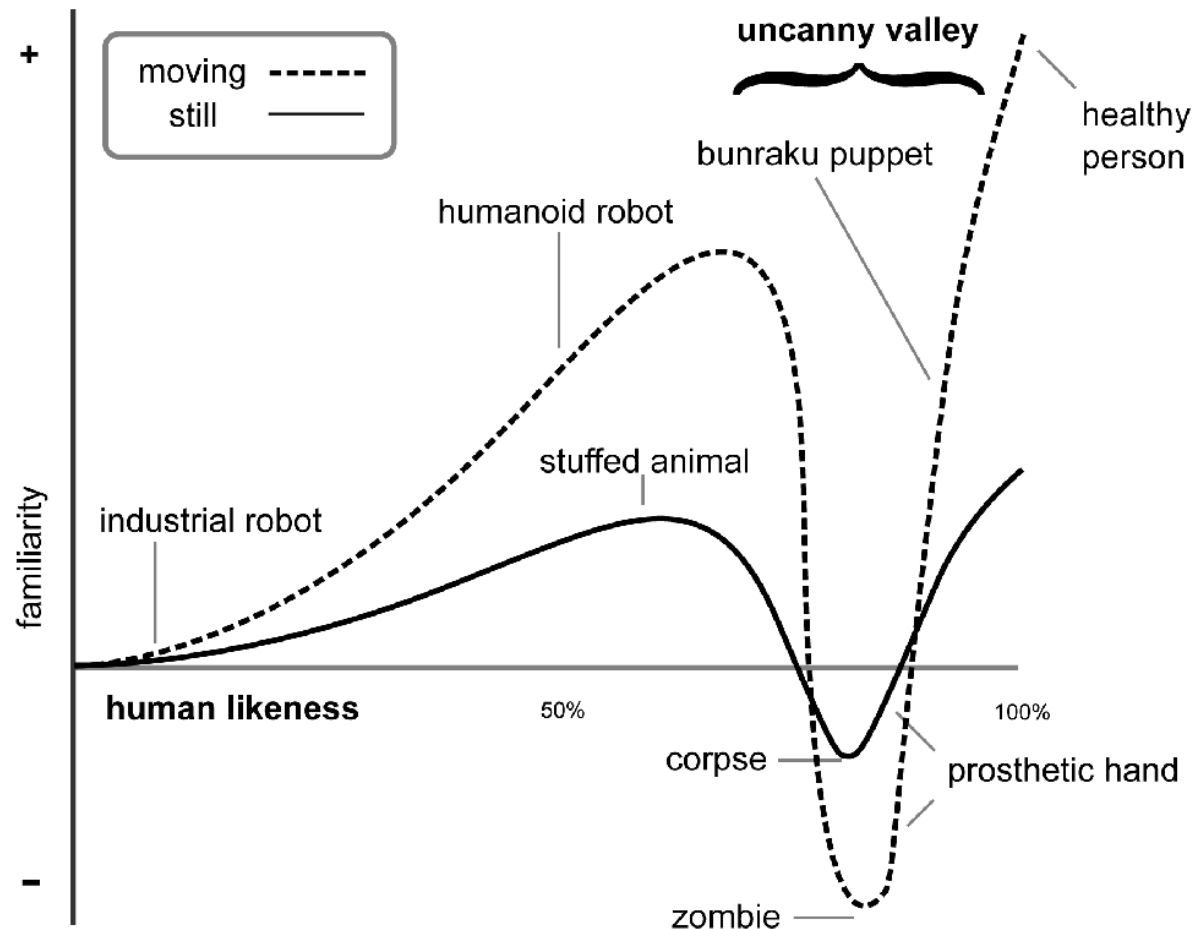 +
uncanny valley
moving
still
healthy
person
bunraku puppet
humanoid robot
stuffed animal
industrial robot
familiarity
human likeness
50%
100%
corpse
prosthetic hand
-
zombie